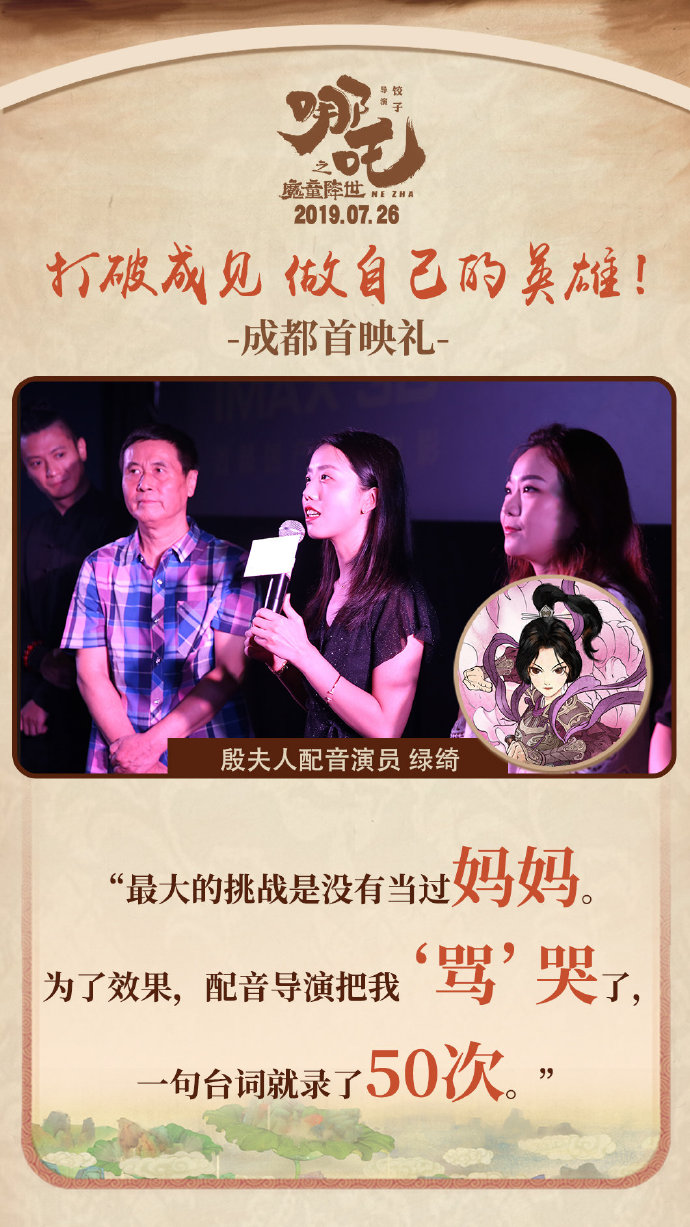 导演 饺子
哪吒
之
魔童降世 NE ZHA
2019.07.26
打破成见 做自己的英雄！
-成都首映礼-
IMAX 3D
殷夫人配音演员 绿绮
“最大的挑战是没有当过妈妈。
为了效果，配音导演把我‘骂’哭了，
一句台词就录了50次。”